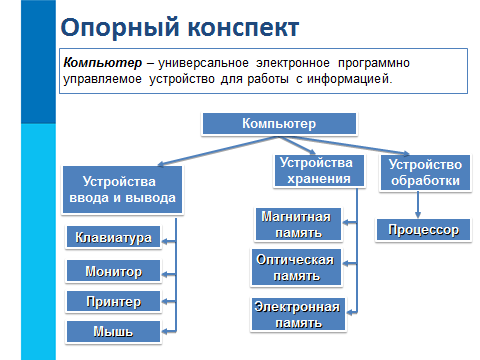 Опорный конспект
Компьютер – универсальное электронное программно
управляемое устройство для работы с информацией.
Компьютер
Устройства
ввода и вывода
Клавиатура
Монитор
Принтер
Мышь
Устройства
хранения
Магнитная
память
Оптическая
память
Электронная
память
Устройство
обработки
Процессор